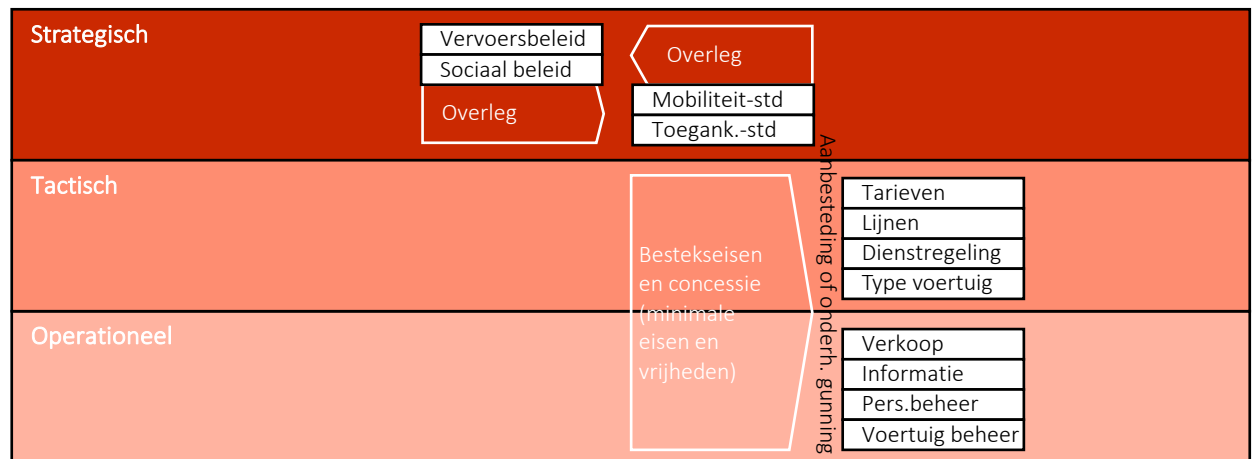 Strategisch
Vervoersbeleid
Sociaal beleid
Overleg
Overleg
Mobiliteit-std
Toegank.-std
Tactisch
Bestekseisen
en concessie
(minimale
eisen en
vrijheden)
Aanbesteding of onderh. gunning
Tarieven
Lijnen
Dienstregeling
Type voertuig
Operationeel
Verkoop
Informatie
Pers.beheer
Voertuig beheer